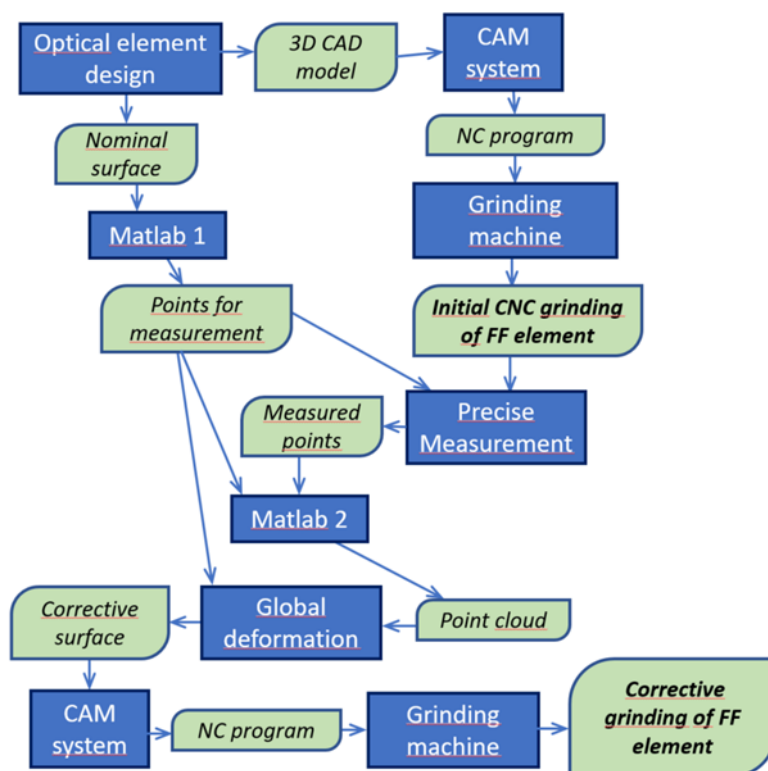 Optical element
design
3D CAD
model
CAM
system
Nominal
surface
NC program
Matlab 1
Grinding
machine
Points for
measurement
Initial CNC grinding
of FF element
Measured
points
Precise
Measurement
Matlab 2
Corrective
surface
Global
deformation
Point cloud
CAM
system
NC program
Grinding
machine
Corrective
grinding of FF
element